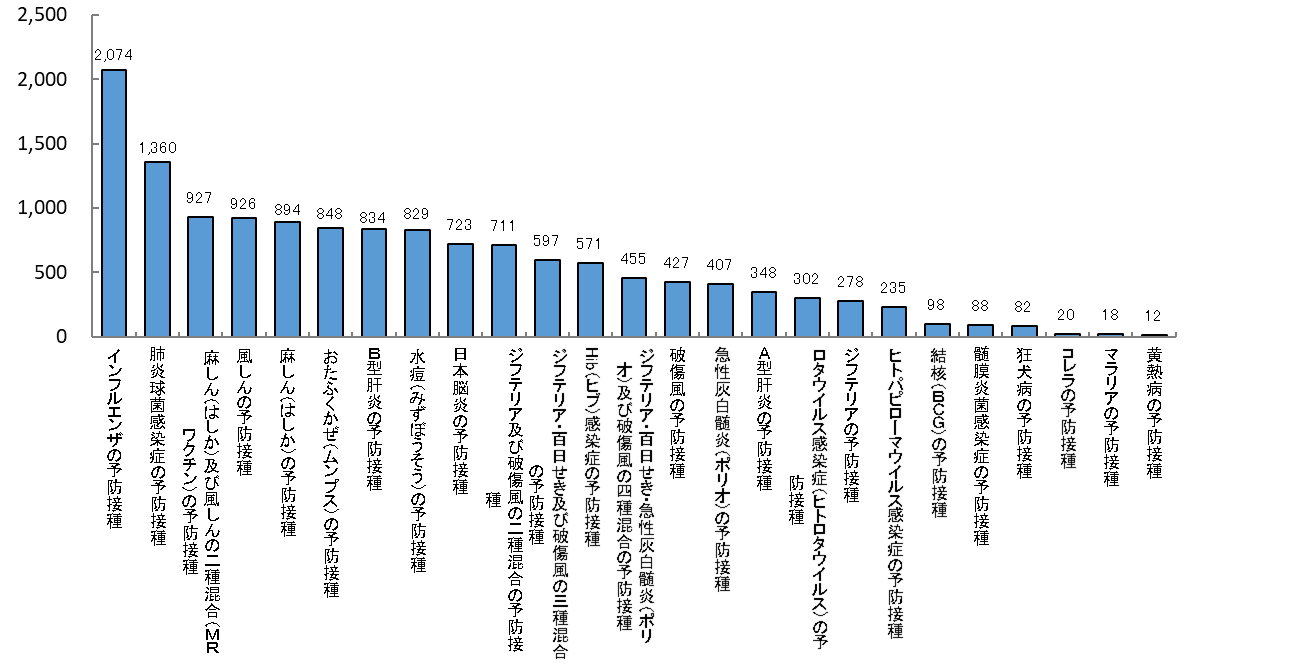 2,500
2,000
1,500
1,000
500
0
2,074
1,360
927
926
894
848
834
829
723
711
597
571
455
427
407
348
302
278
235
98
88
82
20
18
12
インフルエンザの予防接種
肺炎球菌感染症の予防接種
麻しん（はしか）及び風しんの二種混合（ＭＲ
ワクチン）の予防接種
風しんの予防接種
麻しん（はしか）の予防接種
おたふくかぜ（ムンプス）の予防接種
Ｂ型肝炎の予防接種
水痘（みずぼうそう）の予防接種
日本脳炎の予防接種
ジフテリア及び破傷風の二種混合の予防接
種
ジフテリア・百日せき及び破傷風の三種混合
の予防接種
Hib（ヒブ）感染症の予防接種
ジフテリア・百日せき・急性灰白髄炎（ポリ
オ）及び破傷風の四種混合の予防接種
破傷風の予防接種
急性灰白髄炎（ポリオ）の予防接種
Ａ型肝炎の予防接種
ロタウイルス感染症（ヒトロタウイルス）の予
防接種
ジフテリアの予防接種
ヒトパピローマウイルス感染症の予防接種
結核（ＢＣＧ）の予防接種
髄膜炎菌感染症の予防接種
狂犬病の予防接種
コレラの予防接種
マラリアの予防接種
黄熱病の予防接種